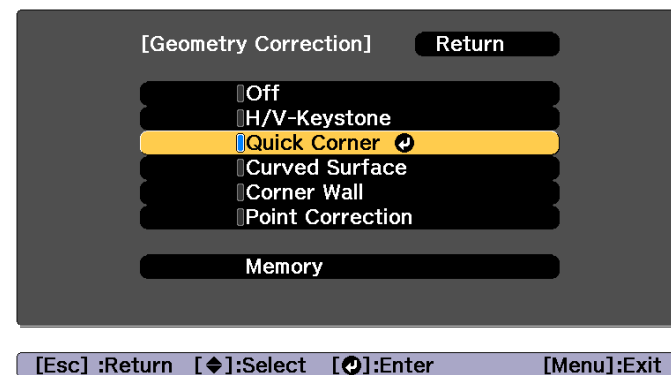 [Geometry Correction] Return
Off
H/V-Keystone
Quick Corner
Curved Surface
Corner Wall
Point Correction
Memory
[Esc] :Return [◆]:Select [↵]:Enter [Menu]:Exit